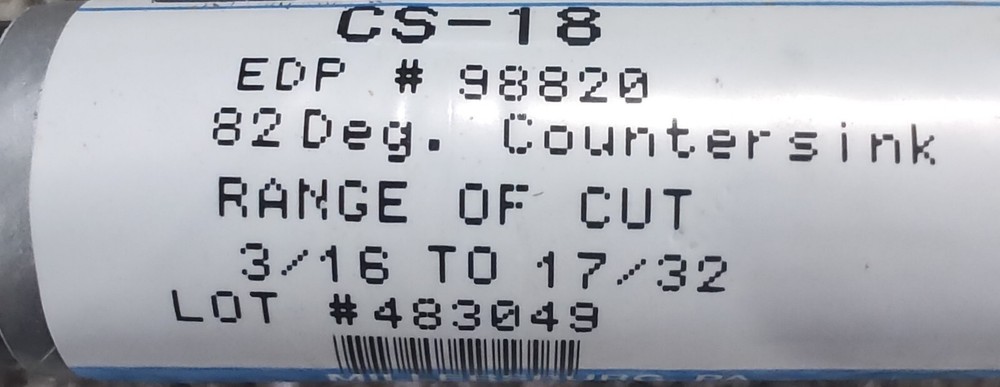 CS-18
EDP # 98820
82Deg. Countersink
RANGE OF CUT
3/16 TO 17/32
LOT #483049